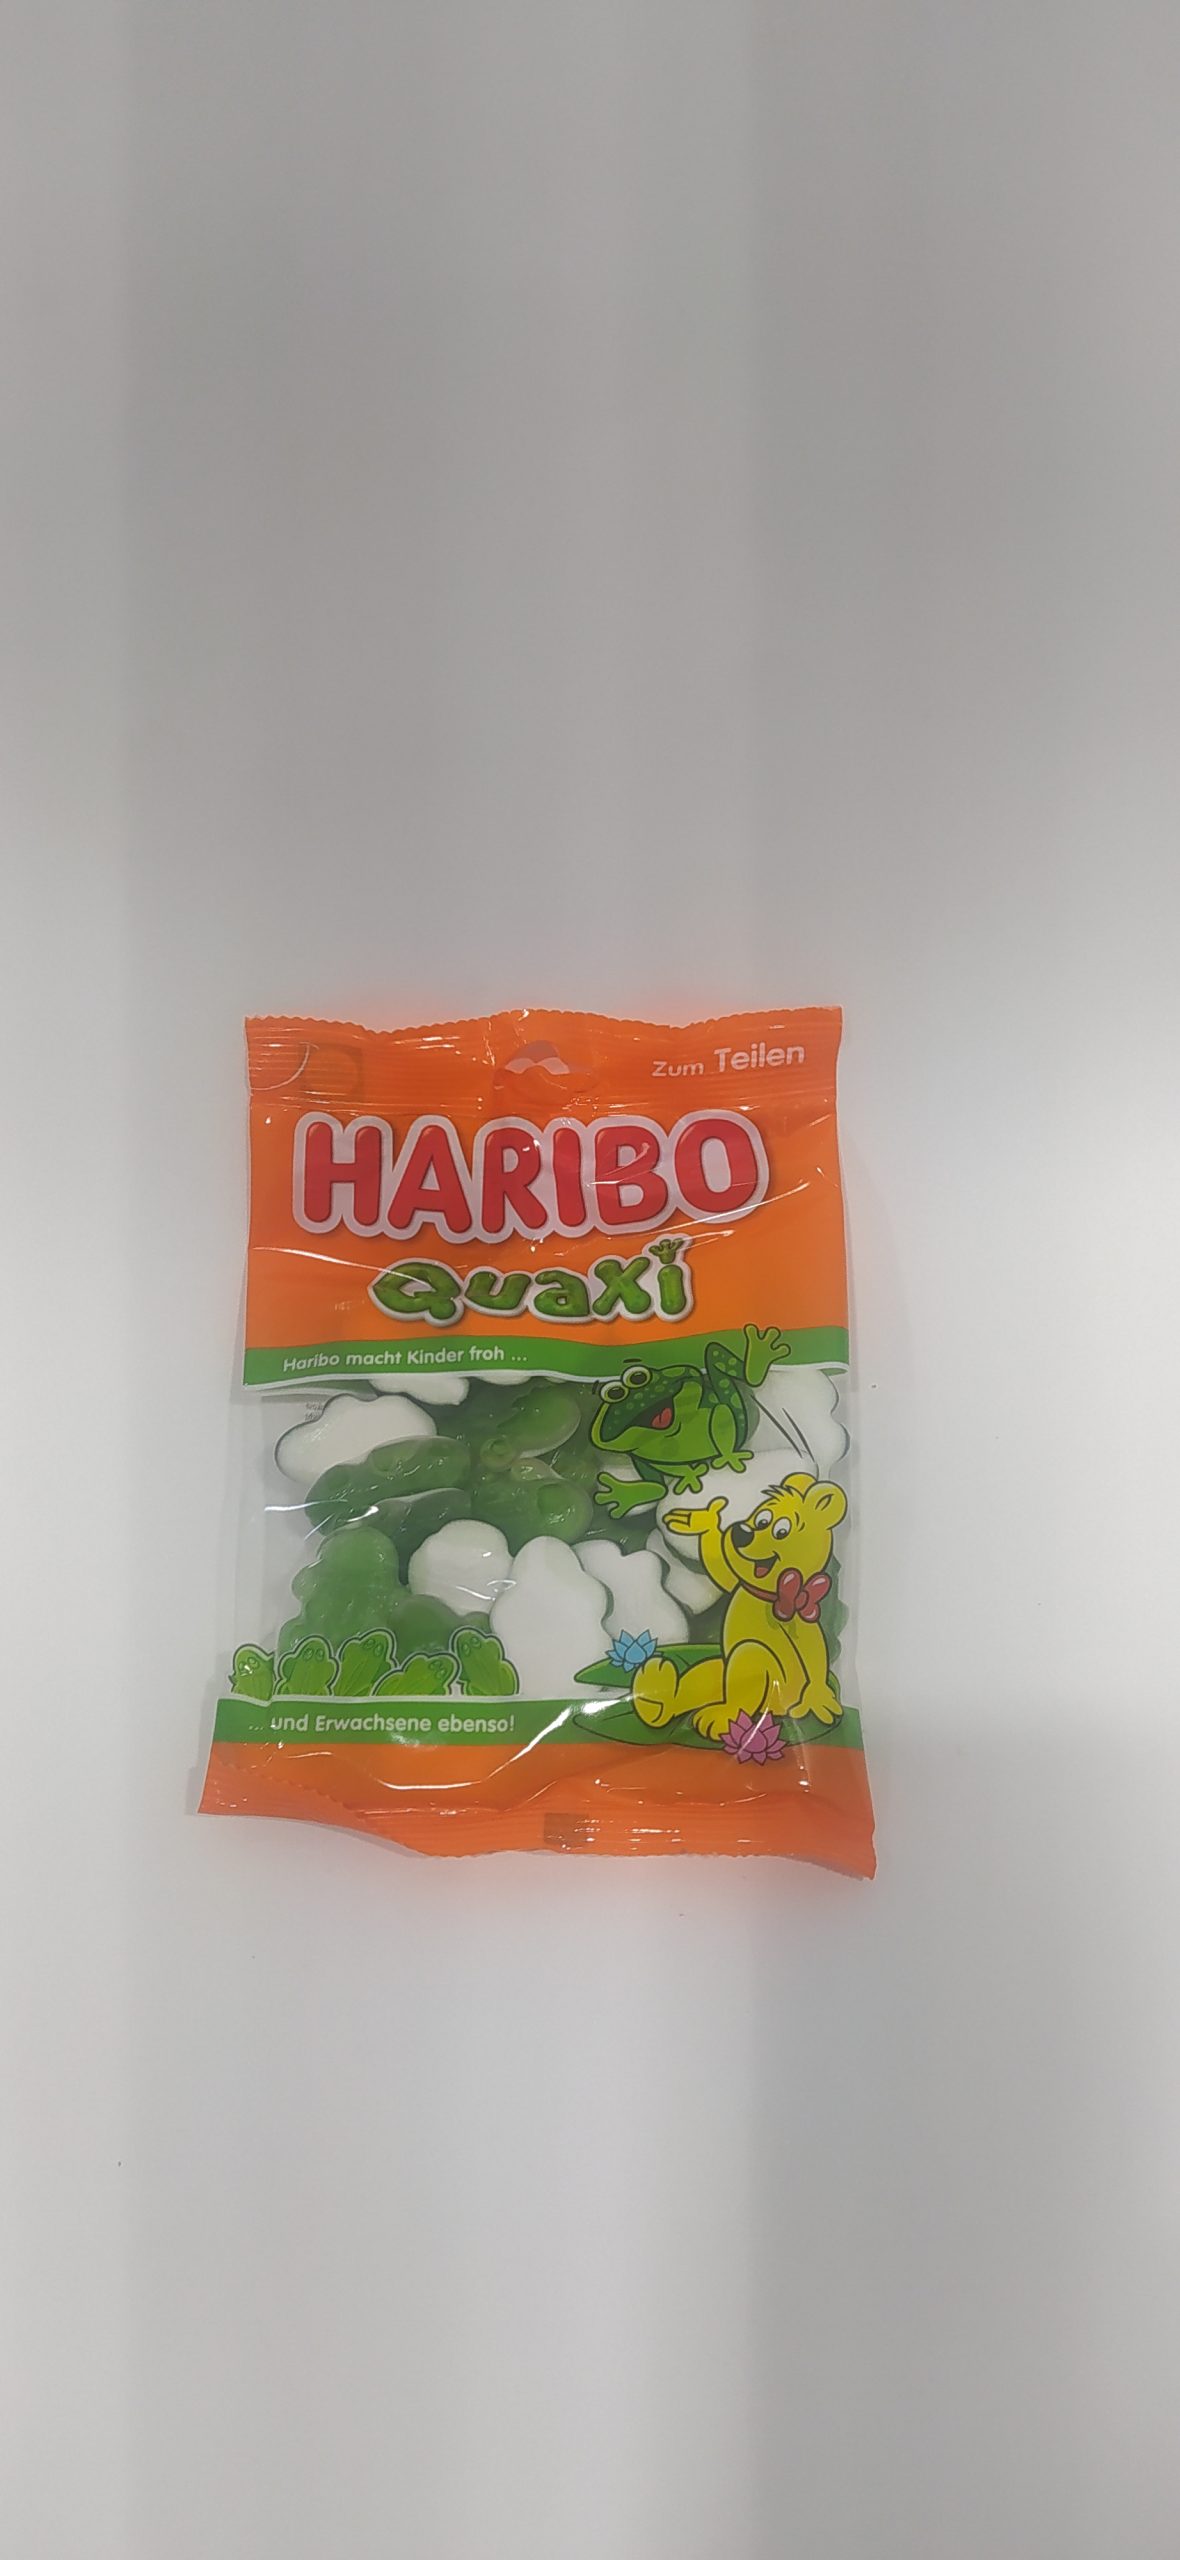 Zum Teilen
HARIBO
Quaxi
Haribo macht Kinder froh ...
... und Erwachsene ebenso!